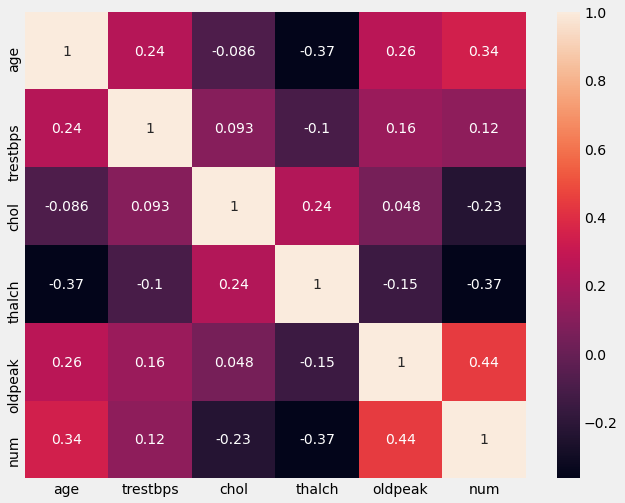 age 1 0.24 -0.086 -0.37 0.26 0.34
trestbps 0.24 1 0.093 -0.1 0.16 0.12
chol -0.086 0.093 1 0.24 0.048 -0.23
thalch -0.37 -0.1 0.24 1 -0.15 -0.37
oldpeak 0.26 0.16 0.048 -0.15 1 0.44
num 0.34 0.12 -0.23 -0.37 0.44 1
age trestbps chol thalch oldpeak num
1.0
0.8
0.6
0.4
0.2
0.0
−0.2